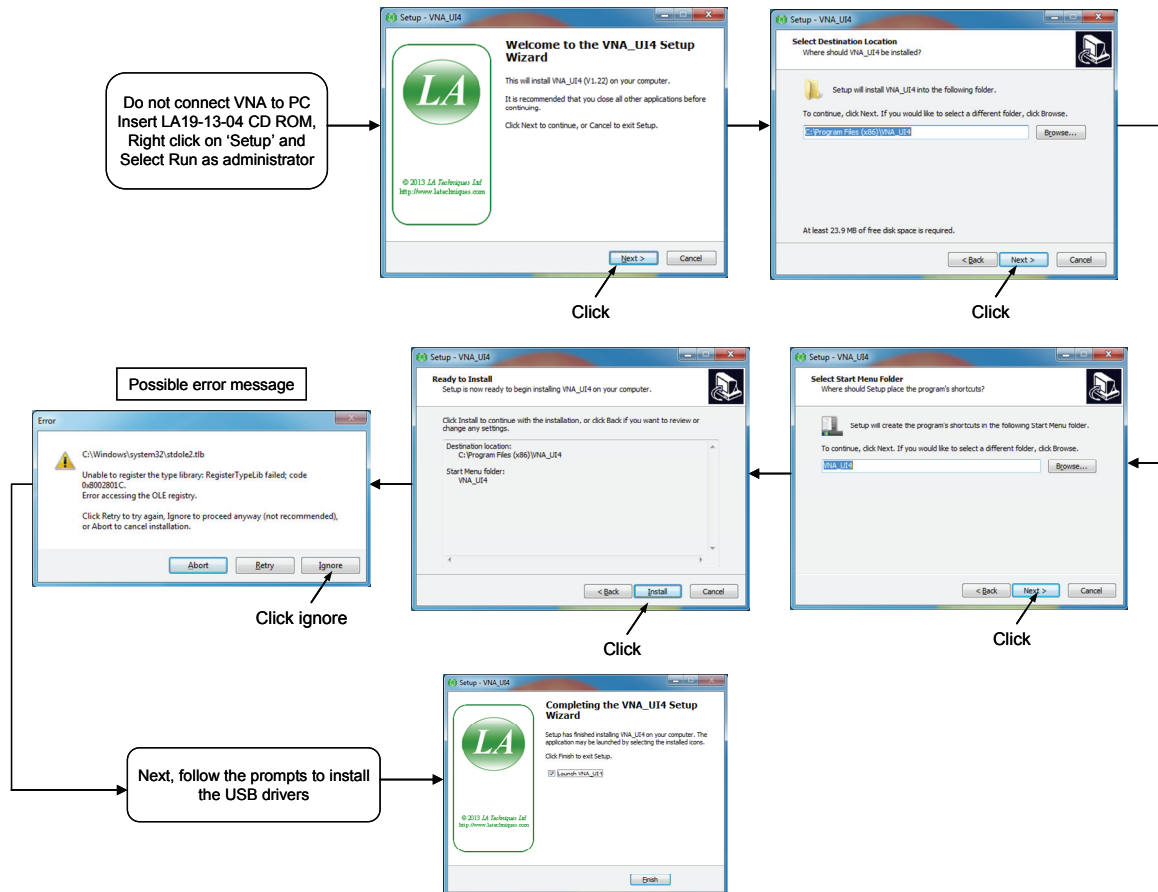 Do not connect VNA to PC
Insert LA19-13-04 CD ROM,
Right click on ‘Setup’ and
Select Run as administrator
Setup - VNA_UI4
LA
© 2013 LA Techniques Ltd
http://www.latechniques.com
Welcome to the VNA_UI4 Setup
Wizard
This will install VNA_UI4 (V1.22) on your computer.
It is recommended that you close all other applications before
continuing.
Click Next to continue, or Cancel to exit Setup.
Next >
Cancel
Click
Setup - VNA_UI4
Select Destination Location
Where should VNA_UI4 be installed?
Setup will install VNA_UI4 into the following folder.
To continue, click Next. If you would like to select a different folder, click Browse.
C:\Program Files (x86)\VNA_UI4
Browse...
At least 23.9 MB of free disk space is required.
< Back
Next >
Cancel
Click
Setup - VNA_UI4
Select Start Menu Folder
Where should Setup place the program's shortcuts?
Setup will create the program's shortcuts in the following Start Menu folder.
To continue, click Next. If you would like to select a different folder, click Browse.
VNA_UI4
Browse...
< Back
Next >
Cancel
Click
Setup - VNA_UI4
Ready to Install
Setup is now ready to begin installing VNA_UI4 on your computer.
Click Install to continue with the installation, or click Back if you want to review or
change any settings.
Destination location:
C:\Program Files (x86)\VNA_UI4
Start Menu folder:
VNA_UI4
< Back
Install
Cancel
Click
Possible error message
Error
C:\Windows\system32\stdole2.tlb
Unable to register the type library: RegisterTypeLib failed; code
0x8002801C.
Error accessing the OLE registry.
Click Retry to try again, Ignore to proceed anyway (not recommended),
or Abort to cancel installation.
Abort
Retry
Ignore
Click ignore
Next, follow the prompts to install
the USB drivers
Setup - VNA_UI4
LA
© 2013 LA Techniques Ltd
http://www.latechniques.com
Completing the VNA_UI4 Setup
Wizard
Setup has finished installing VNA_UI4 on your computer. The
application may be launched by selecting the installed icons.
Click Finish to exit Setup.
Launch VNA_UI4
Finish